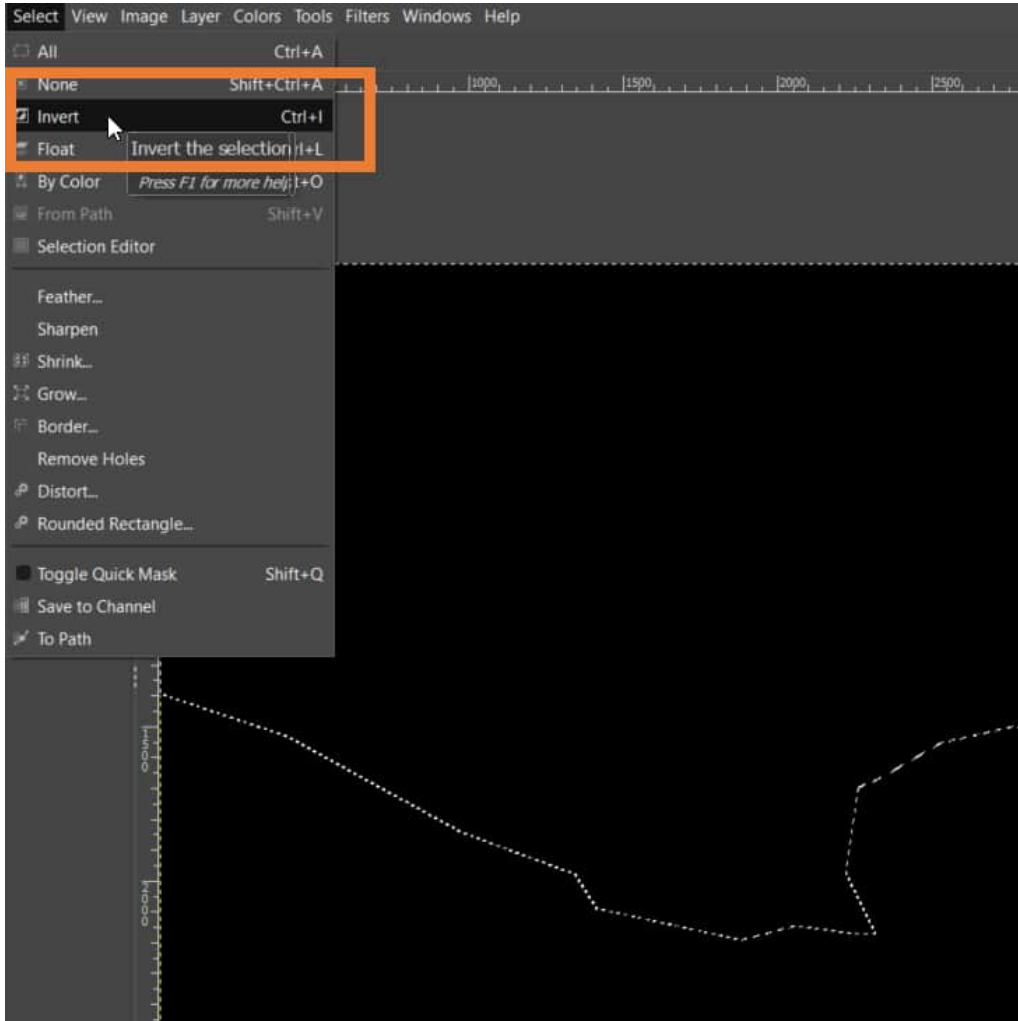 Select View Image Layer Colors Tools Filters Windows Help
All Ctrl+A
None Shift+Ctrl+A
1000 1500 2000 2500
Invert Ctrl+I
Float Invert the selection rl+L
By Color Press F1 for more help t+O
From Path Shift+V
Selection Editor
Feather...
Sharpen
Shrink...
Grow...
Border...
Remove Holes
Distort...
Rounded Rectangle...
Toggle Quick Mask Shift+Q
Save to Channel
To Path
1500
2000